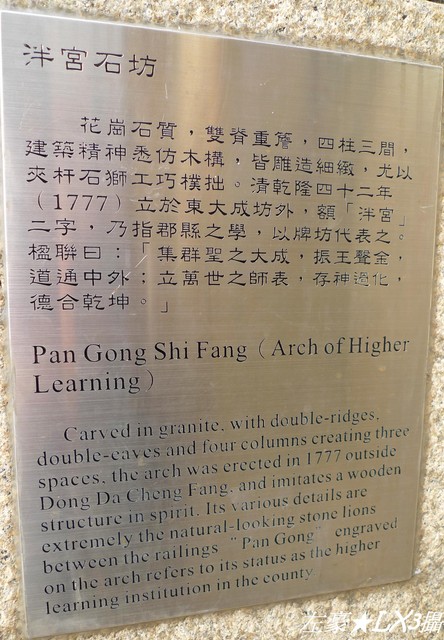 泮宮石坊
花崗石質，雙脊重簷，四柱三間，
建築精神悉仿木構，皆雕造細緻，尤以
夾杆石獅工巧樸拙。清乾隆四十二年
（1777）立於東大成坊外，額「泮宮」
二字，乃指郡縣之學，以牌坊代表之。
楹聯曰：「集群聖之大成，振玉聲金，
道通中外；立萬世之師表，存神過化，
德合乾坤。」
Pan Gong Shi Fang（Arch of Higher
Learning）
Carved in granite, with double-ridges,
double-eaves and four columns creating three
spaces, the arch was erected in 1777 outside
Dong Da Cheng Fang, and imitates a wooden
structure in spirit. Its various details are
extremely the natural-looking stone lions
between the railings “Pan Gong” engraved
on the arch refers to its status as the higher
learning institution in the county
左豪★LX3攝